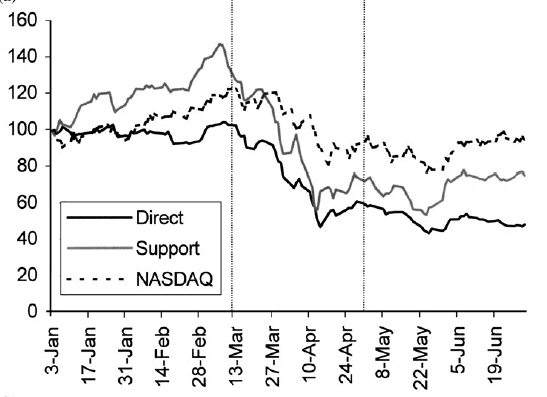 160
140
120
100
80
60
40
20
0
Direct
Support
NASDAQ
3-Jan
17-Jan
31-Jan
14-Feb
28-Feb
13-Mar
27-Mar
10-Apr
24-Apr
8-May
22-May
5-Jun
19-Jun